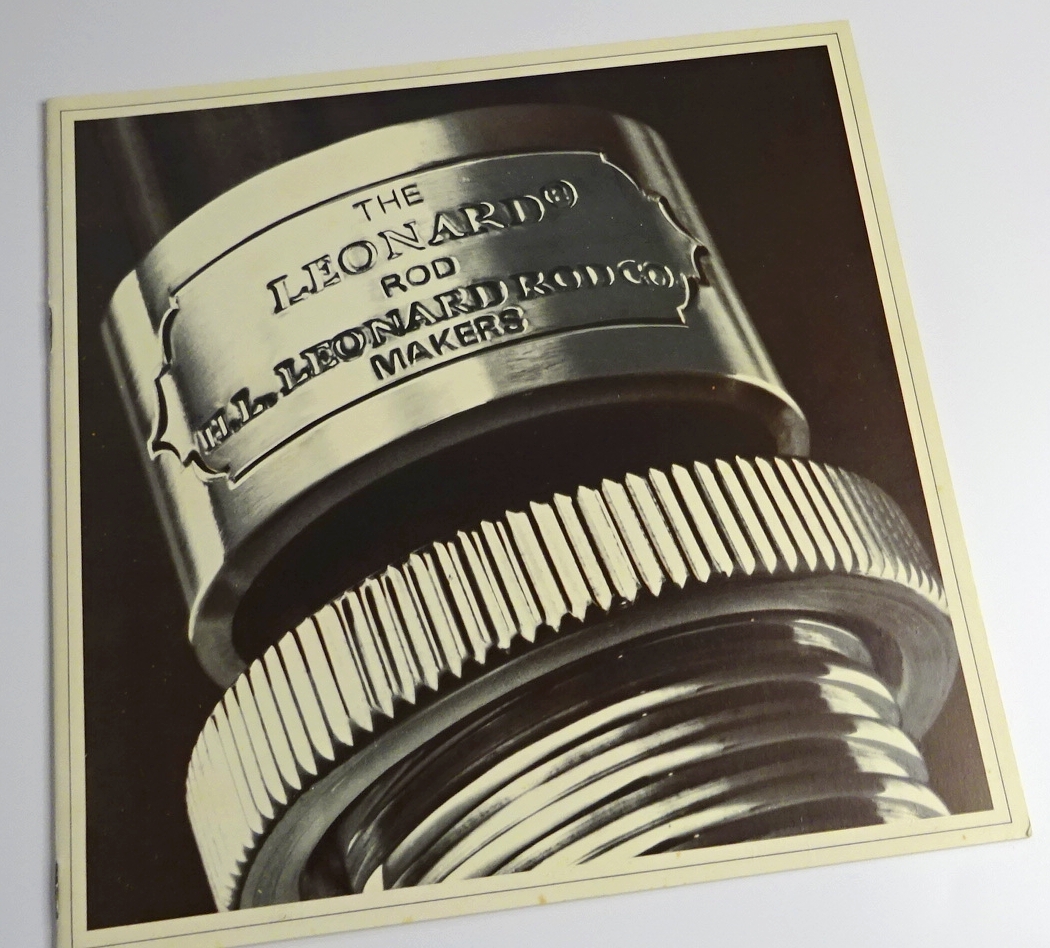 THE
LEONARD®
ROD
H.L. LEONARD ROD CO.
MAKERS